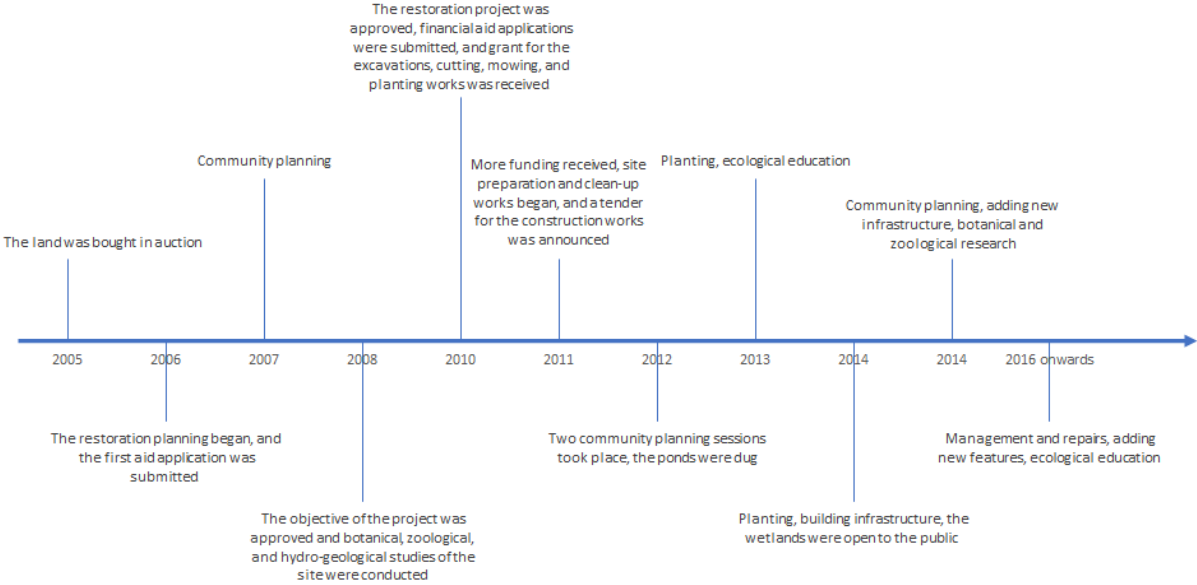 The restoration project was
approved, financial aid applications
were submitted, and grant for the
excavations, cutting, mowing, and
planting works was received
Community planning
More funding received, site
preparation and clean-up
works began, and a tender
for the construction works
was announced
Planting, ecological education
Community planning, adding new
infrastructure, botanical and
zoological research
The land was bought in auction
2005
2006
2007
2008
2010
2011
2012
2013
2014
2014
2016 onwards
The restoration planning began, and
the first aid application was
submitted
Two community planning sessions
took place, the ponds were dug
Management and repairs, adding
new features, ecological education
The objective of the project was
approved and botanical, zoological,
and hydro-geological studies of the
site were conducted
Planting, building infrastructure, the
wetlands were open to the public